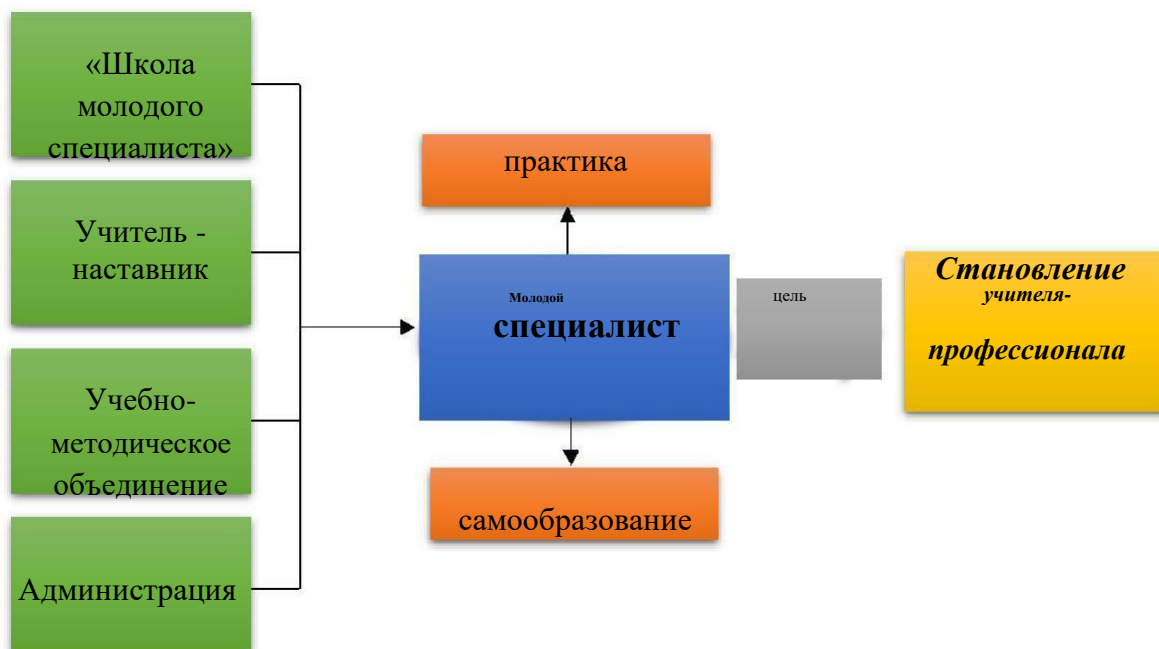 «Школа
молодого
специалиста»
Учитель -
наставник
Учебно-
методическое
объединение
Администрация
практика
Молодой
специалист
самообразование
цель
Становление
учителя-
профессионала